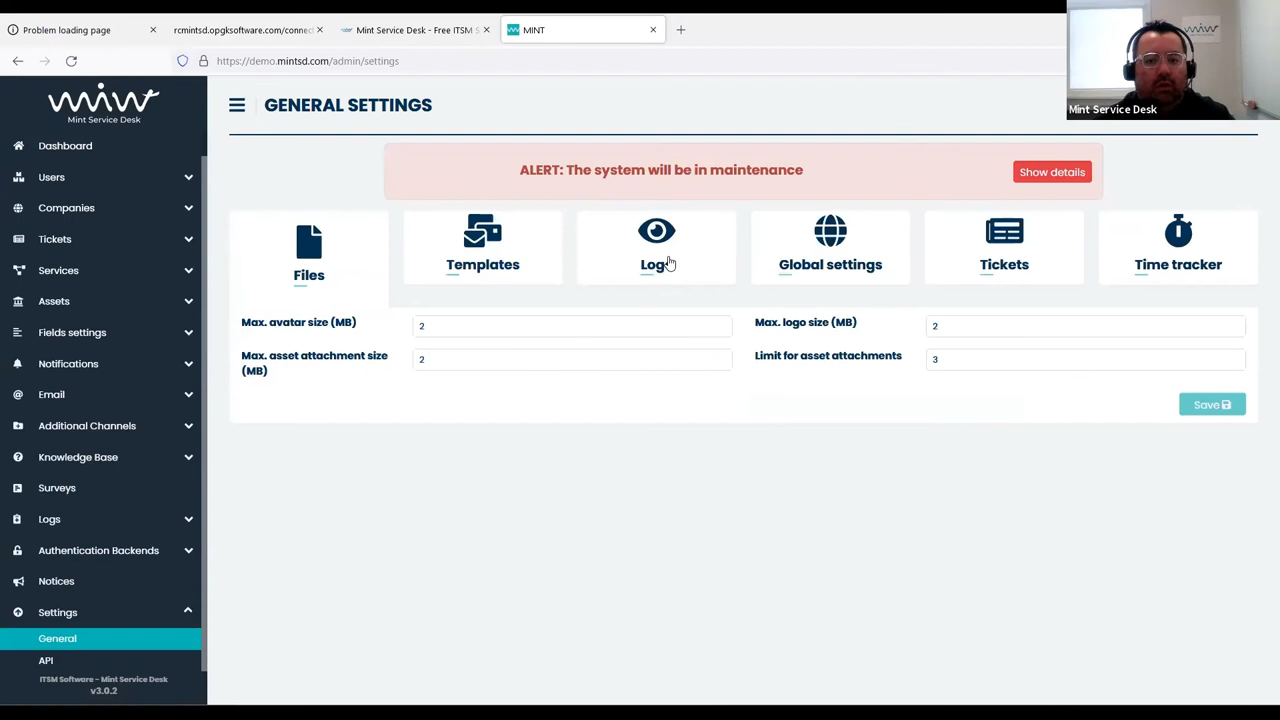 Problem loading page
rcmintsd.opgksoftware.com/connect
Mint Service Desk - Free ITSM S
MINT
https://demo.mintsd.com/admin/settings
Mint Service Desk
miw
Mint Service Desk
Dashboard
Users
Companies
Tickets
Services
Assets
Fields settings
Notifications
Email
Additional Channels
Knowledge Base
Surveys
Logs
Authentication Backends
Notices
Settings
General
API
ITSM Software - Mint Service Desk
v3.0.2
GENERAL SETTINGS
ALERT: The system will be in maintenance
Show details
Files
Templates
Logs
Global settings
Tickets
Time tracker
Max. avatar size (MB)
2
Max. logo size (MB)
2
Max. asset attachment size
(MB)
2
Limit for asset attachments
3
Save